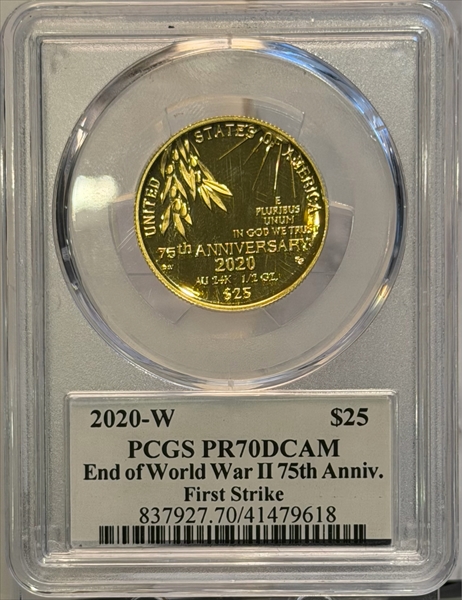 UNITED STATES OF AMERICA
E
PLURIBUS
UNUM
IN GOD WE TRUST
75th ANNIVERSARY
2020
AU 24K 1/2 OZ.
$25
2020-W $25
PCGS PR70DCAM
End of World War II 75th Anniv.
First Strike
837927.70/41479618